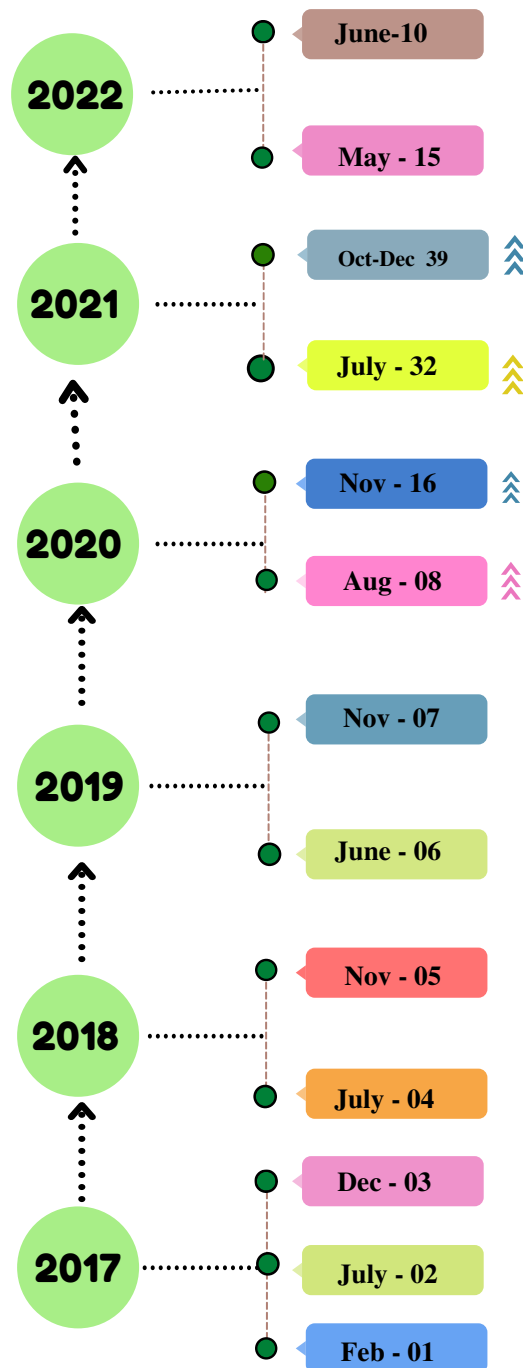 June-10
2022
May - 15
Oct-Dec 39
2021
July - 32
Nov - 16
2020
Aug - 08
Nov - 07
2019
June - 06
Nov - 05
2018
July - 04
Dec - 03
2017
July - 02
Feb - 01